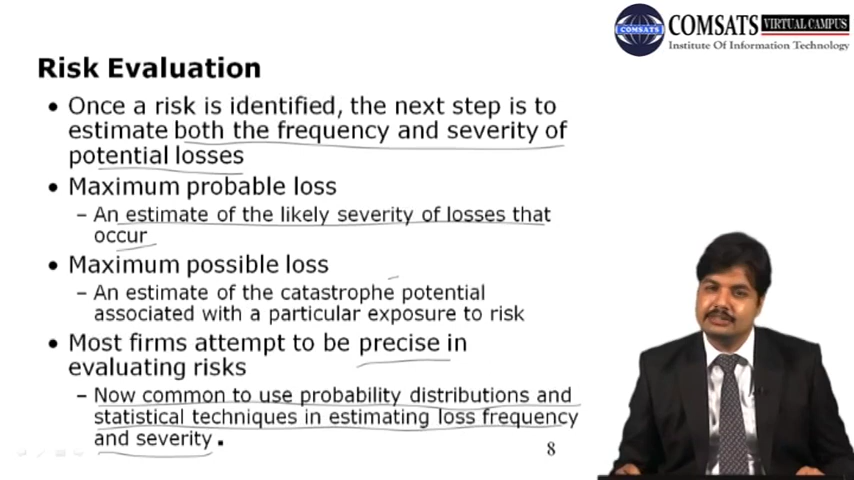 COMSATS VIRTUAL CAMPUS
COMSATS
Institute Of Information Technology
Risk Evaluation
• Once a risk is identified, the next step is to
estimate both the frequency and severity of
potential losses
• Maximum probable loss
– An estimate of the likely severity of losses that
occur
• Maximum possible loss
– An estimate of the catastrophe potential
associated with a particular exposure to risk
• Most firms attempt to be precise in
evaluating risks
– Now common to use probability distributions and
statistical techniques in estimating loss frequency
and severity.
8